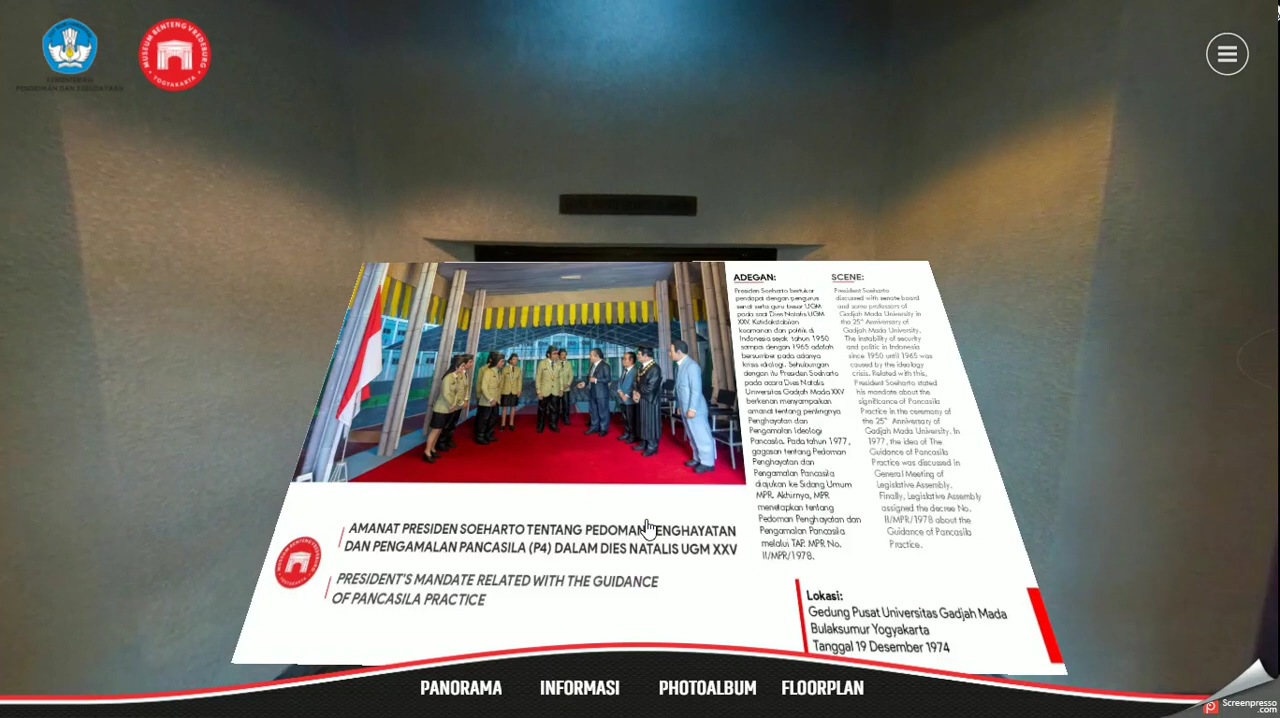 MUSEUM BENTENG VREDEBURG
YOGYAKARTA
KEMENTERIAN
PENDIDIKAN DAN KEBUDAYAAN
ADEGAN:
Presiden Soeharto bertukar
pendapat dengan pengurus
senat serta guru besar UGM
pada saat Dies Natalis UGM
XXV. Ketidakstabilan
keamanan dan politik di
Indonesia sejak tahun 1950
sampai dengan 1965 adalah
bersumber pada adanya
krisis idiologi. Sehubungan
dengan itu Presiden Soeharto
pada acara Dies Natalis
Universitas Gadjah Mada XXV
berkenan menyampaikan
amanat tentang pentingnya
Penghayatan dan
Pengamalan Ideologi
Pancasila. Pada tahun 1977,
gagasan tentang Pedoman
Penghayatan dan
Pengamalan Pancasila
diajukan ke Sidang Umum
MPR. Akhirnya, MPR
menetapkan tentang
Pedoman Penghayatan dan
Pengamalan Pancasila
melalui TAP. MPR No.
II/MPR/1978.
SCENE:
President Soeharto
discussed with senate board
and some professors of
Gadjah Mada University in
the 25th Anniversary of
Gadjah Mada University.
The instability of security
and politic in Indonesia
since 1950 until 1965 was
caused by the ideology
crisis. Related with this,
President Soeharto stated
his mandate about the
significance of Pancasila
Practice in the ceremony of
the 25th Anniversary of
Gadjah Mada University. In
1977, the idea of The
Guidance of Pancasila
Practice was discussed in
General Meeting of
Legislative Assembly.
Finally, Legislative Assembly
assigned the decree No.
II/MPR/1978 about the
Guidance of Pancasila
Practice.
AMANAT PRESIDEN SOEHARTO TENTANG PEDOMAN PENGHAYATAN
DAN PENGAMALAN PANCASILA (P4) DALAM DIES NATALIS UGM XXV
PRESIDENT'S MANDATE RELATED WITH THE GUIDANCE
OF PANCASILA PRACTICE
Lokasi:
Gedung Pusat Universitas Gadjah Mada
Bulaksumur Yogyakarta
Tanggal 19 Desember 1974
PANORAMA INFORMASI PHOTOALBUM FLOORPLAN
Screenpresso
.com